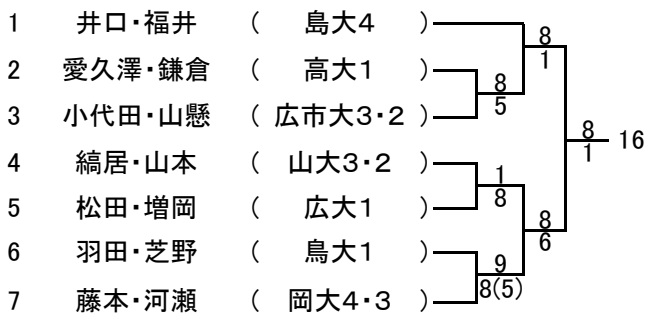 1 井口・福井 ( 島大4 )
2 愛久澤・鎌倉 ( 高大1 )
3 小代田・山懸 ( 広市大3・2 )
4 縞居・山本 ( 山大3・2 )
5 松田・増岡 ( 広大1 )
6 羽田・芝野 ( 鳥大1 )
7 藤本・河瀬 ( 岡大4・3 )
8
1
8
5
8
1
16
1
8
8
6
9
8(5)